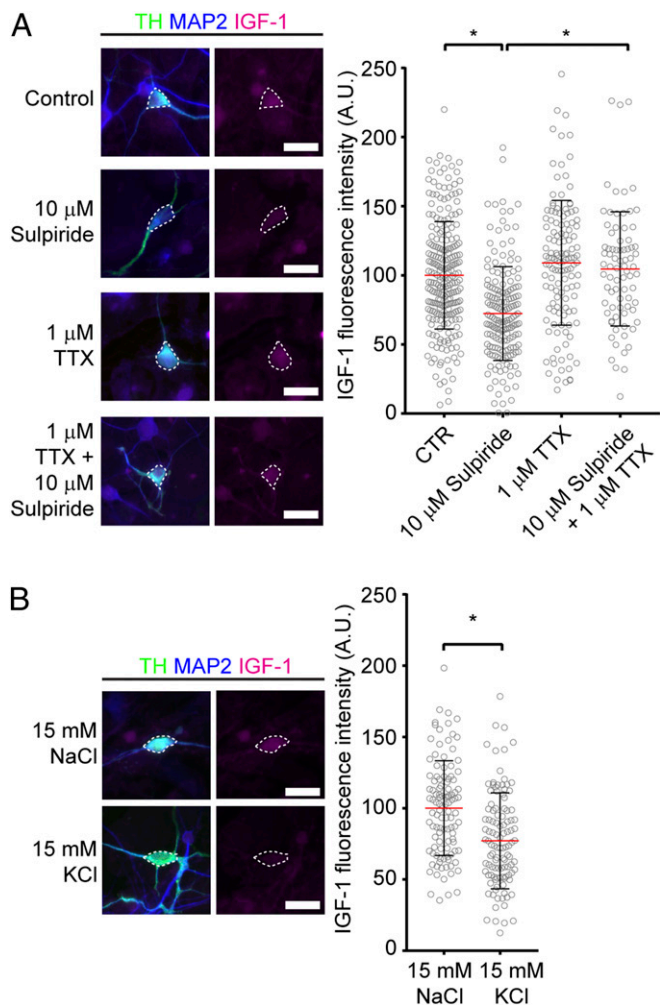 A
TH MAP2 IGF-1
Control
10 μM
Sulpiride
1 μM
TTX
1 μM
TTX +
10 μM
Sulpiride
IGF-1 fluorescence intensity (A.U.)
250
200
150
100
50
0
* *
CTR
10 μM Sulpiride
1 μM TTX
10 μM Sulpiride
+ 1 μM TTX
B
TH MAP2 IGF-1
15 mM
NaCl
15 mM
KCl
IGF-1 fluorescence intensity (A.U.)
250
200
150
100
50
0
*
15 mM 15 mM
NaCl KCl